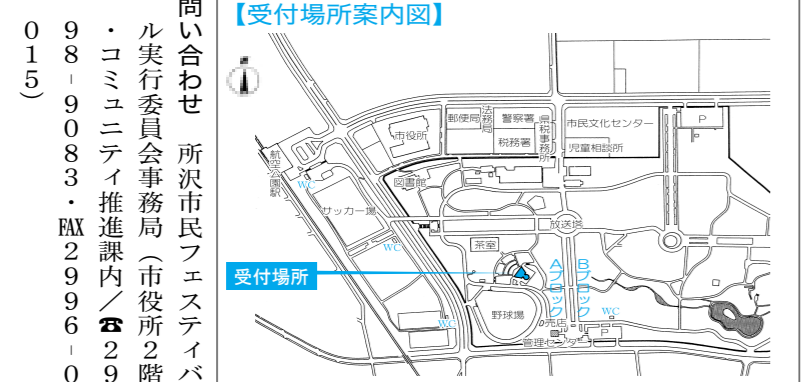 問い合わせ　所沢市民フェスティバ
ル実行委員会事務局（市役所２階
・コミュニティ推進課内／☎２９
９８－９０８３・FAX２９９６－０
０１５）
【受付場所案内図】
郵便局
法務局
警察署
税務署
県税事務所
市民文化センター
児童相談所
P
市役所
航空公園駅
WC
図書館
サッカー場
放送塔
茶室
WC
受付場所
Aブロック
Bブロック
WC
野球場
WC
売店
P
管理センター